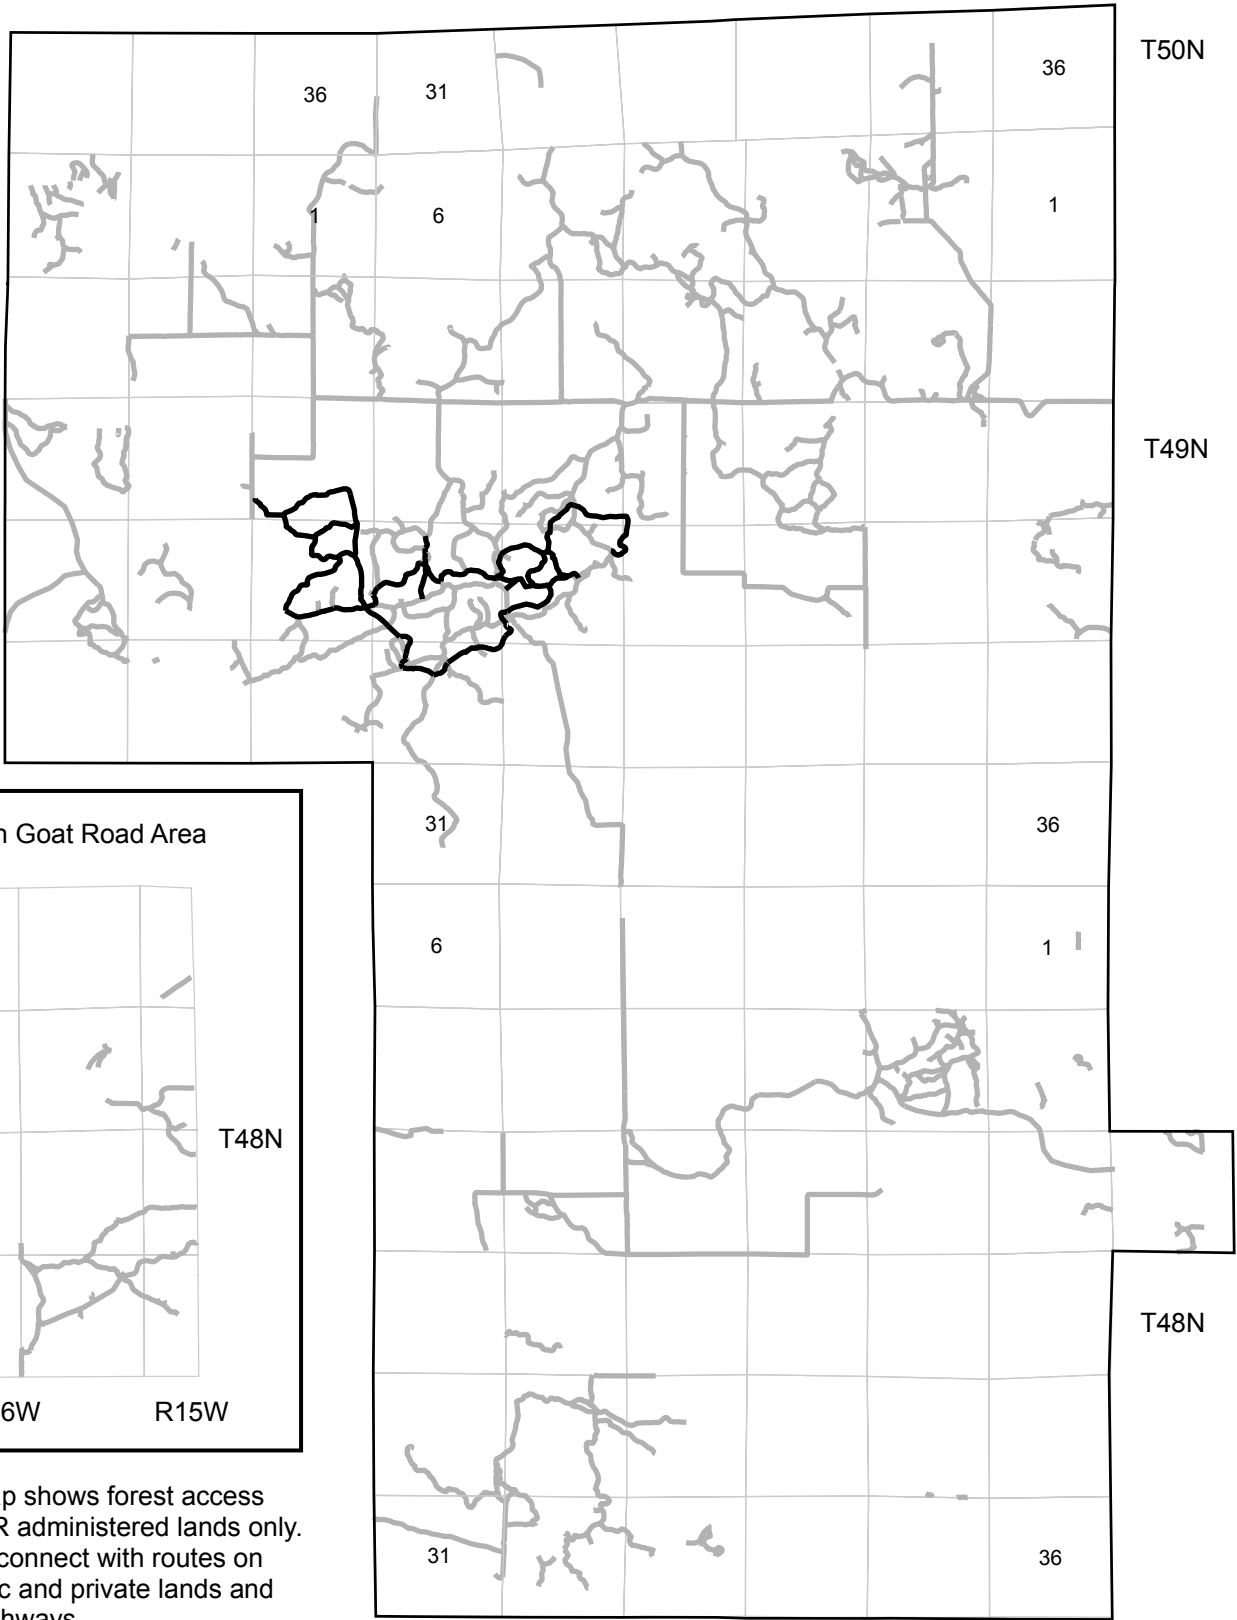 T50N
36
36
31
1
1
6
T49N
31
36
n Goat Road Area
6
1
T48N
T48N
6W R15W
p shows forest access
R administered lands only.
connect with routes on
c and private lands and
31
36